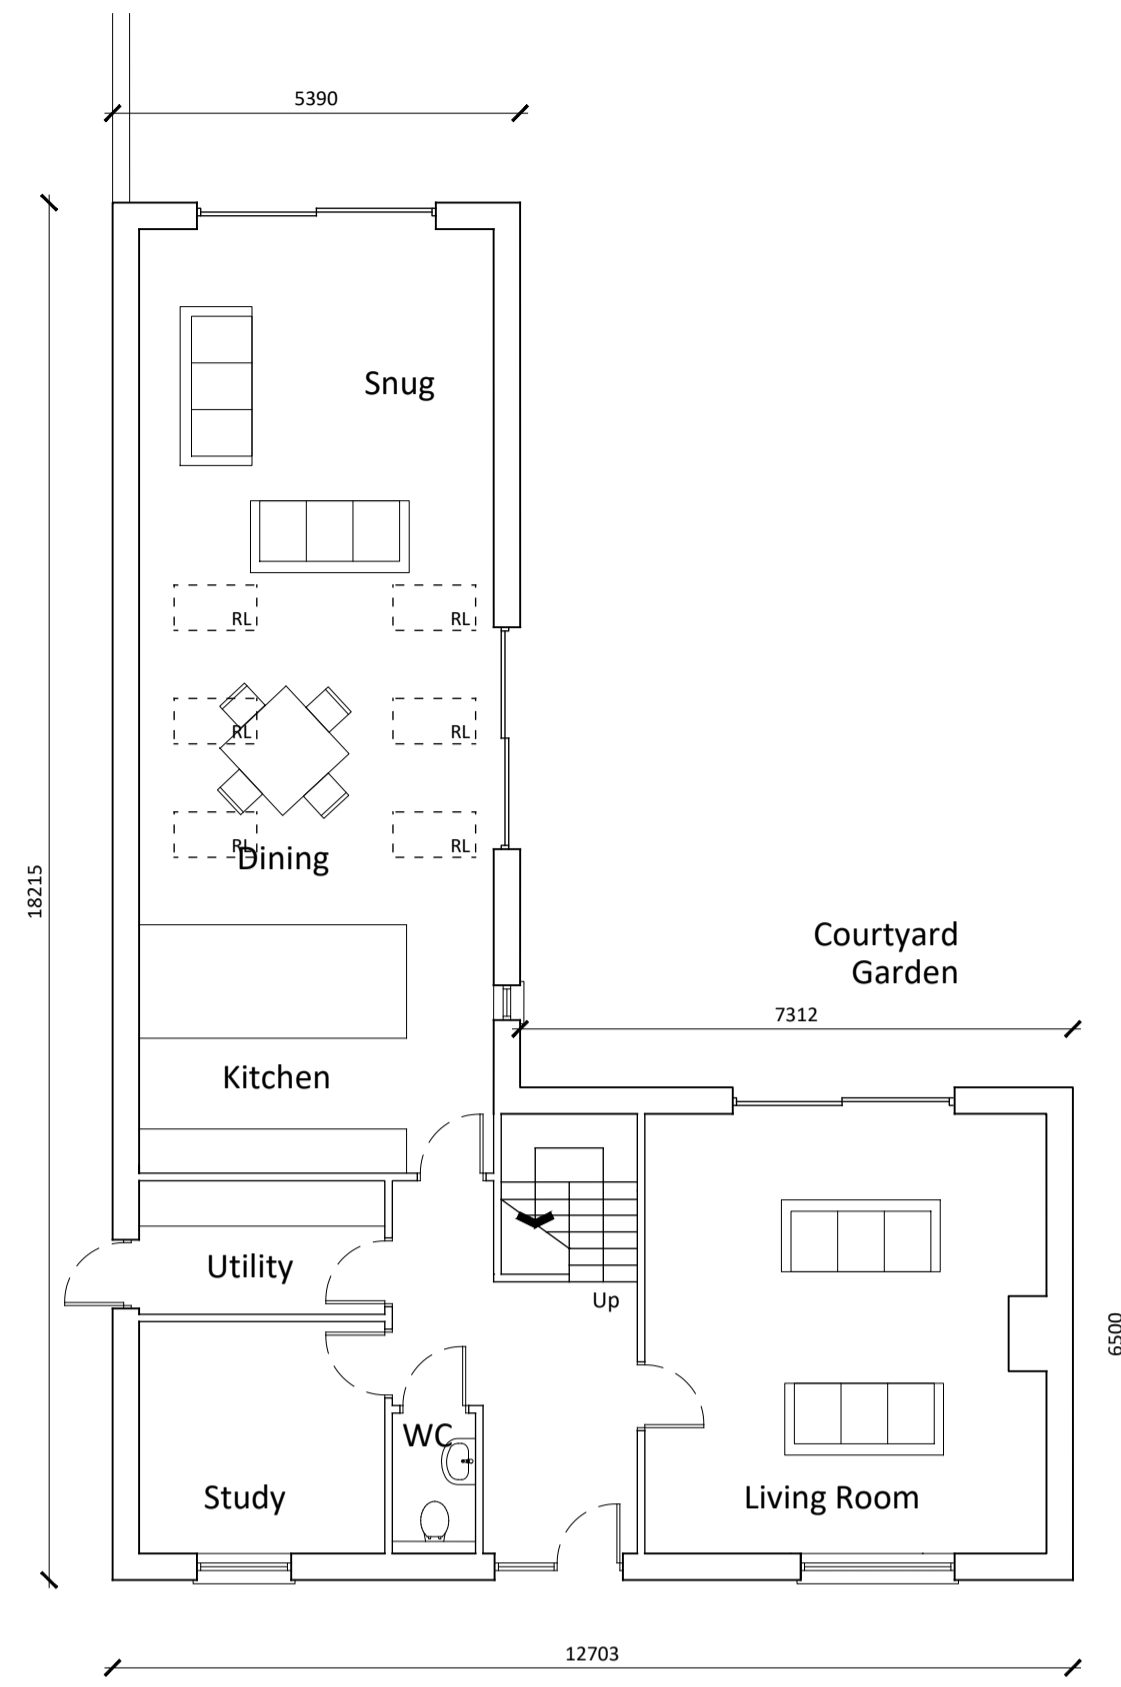 5390
Snug
RL
RL
RL
RL
RL
RL
Dining
18215
Courtyard
Garden
7312
Kitchen
Utility
Up
6500
WC
Study
Living Room
12703